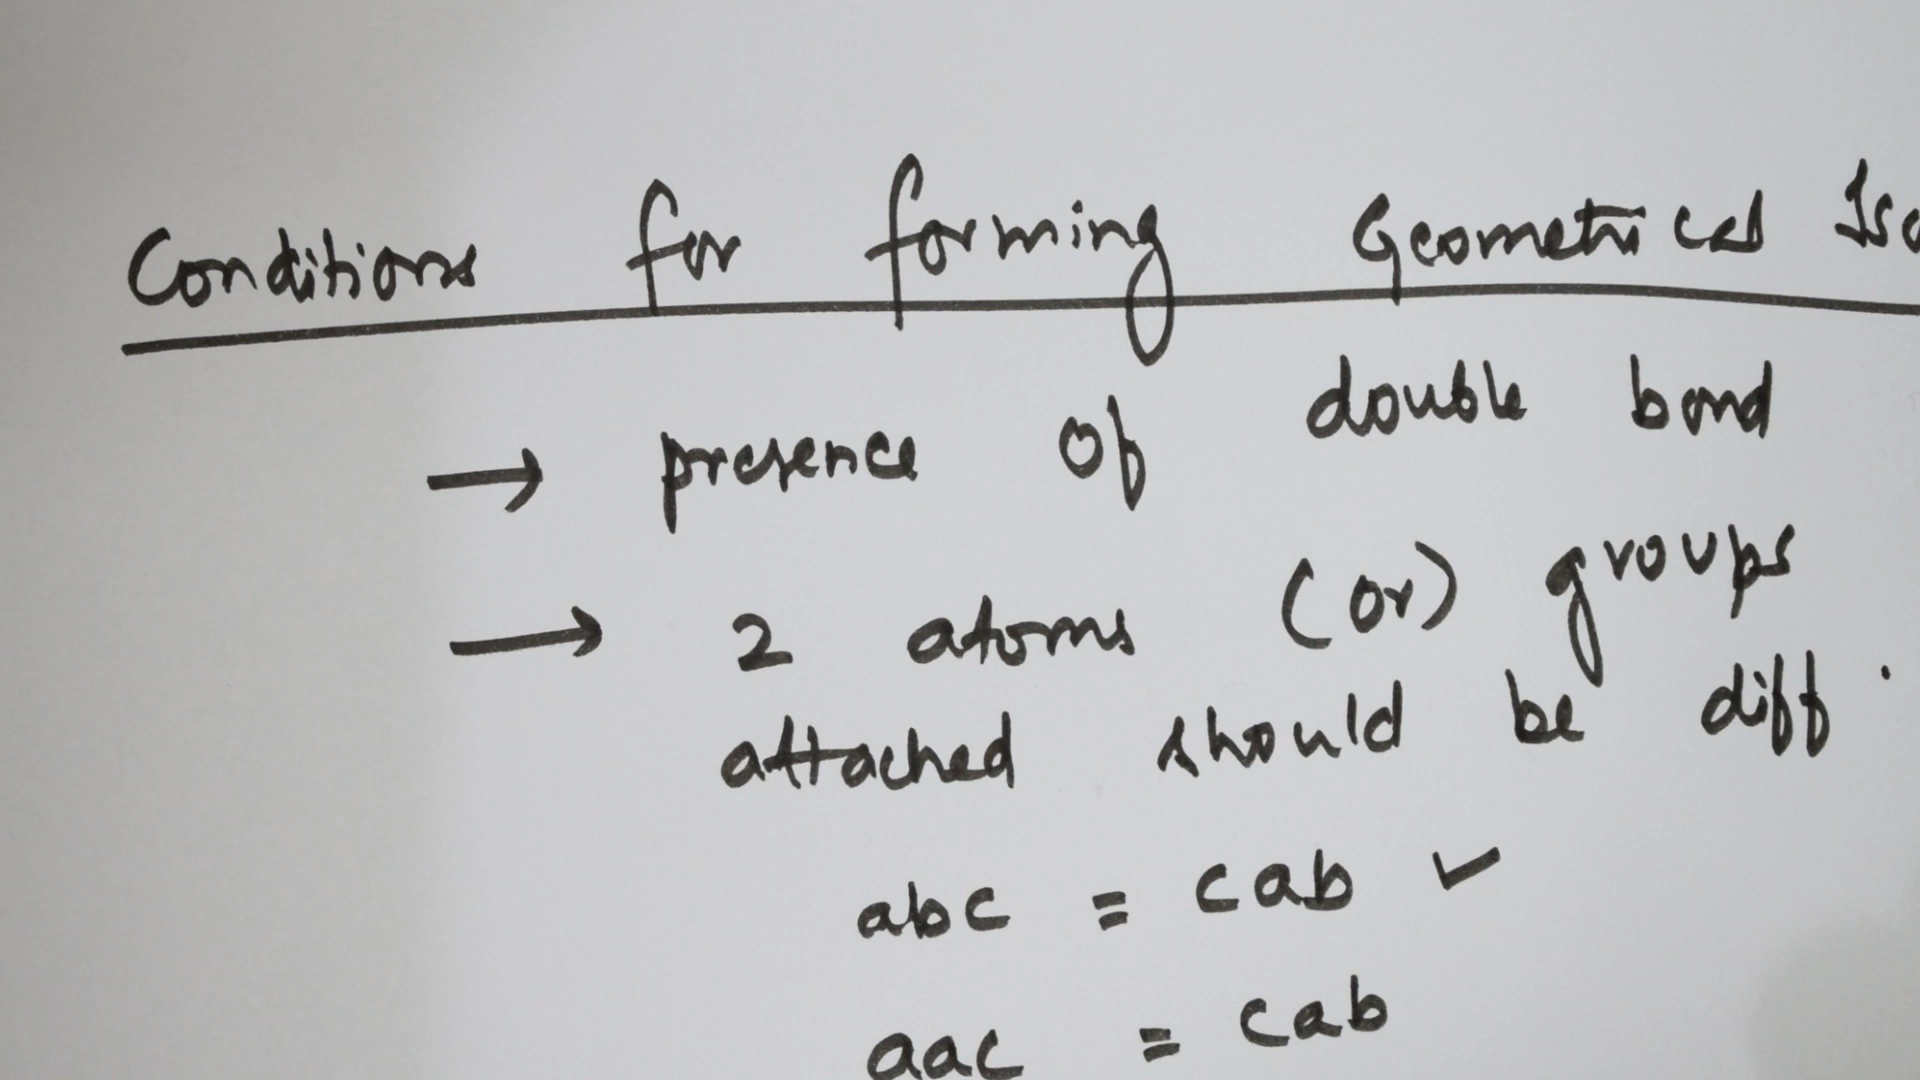 Conditions for forming Geometrical Iso
→ presence of double bond
→ 2 atoms (or) groups
attached should be diff.
abc = cab ✓
aac = cab